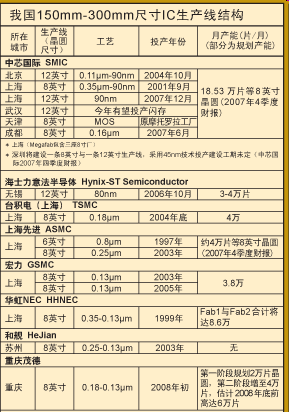 我国150mm-300mm尺寸IC生产线结构
所在城市 生产线（晶圆尺寸） 工艺 投产年份 月产能（片/月）（部分为规划产能）
中芯国际 SMIC
北京 12英寸 0.11μm-90nm 2004年10月 18.53 万片等8英寸晶圆（2007年4季度财报）
上海 8英寸 0.35μm-90nm 2001年9月
上海 12英寸 90nm 2007年12月
武汉 12英寸 今年有望投产闪存
天津 8英寸 MOS 原摩托罗拉工厂
成都 8英寸 0.16μm 2007年6月
* 上海（Megafab包含三座8寸厂）
* 深圳将建设一条8英寸与一条12英寸生产线，采用45nm技术投产建设工期未定（中芯国际2007年四季度财报）
海士力意法半导体 Hynix-ST Semiconductor
无锡 12英寸 80nm 2006年10月 3-4万片
台积电（上海） TSMC
上海 8英寸 0.18μm 2004年底 4万
上海先进 ASMC
上海 6英寸 0.8μm 1997年 约4万片等8英寸晶圆（2007年4季度财报）
8英寸 0.25μm 2003年
宏力 GSMC
上海 8英寸 0.13μm 2003年 3.8万
8英寸 0.13μm 2005年
华虹NEC HHNEC
上海 8英寸 0.35-0.13μm 1999年 Fab1与Fab2合计将达8.6万
和舰 HeJian
苏州 8英寸 0.25-0.13μm 2003年 无
重庆茂德
重庆 8英寸 0.18-0.13μm 2008年初 第一阶段规划2万片晶圆，第二阶段增至4万片，估计2008年底前高达6万片